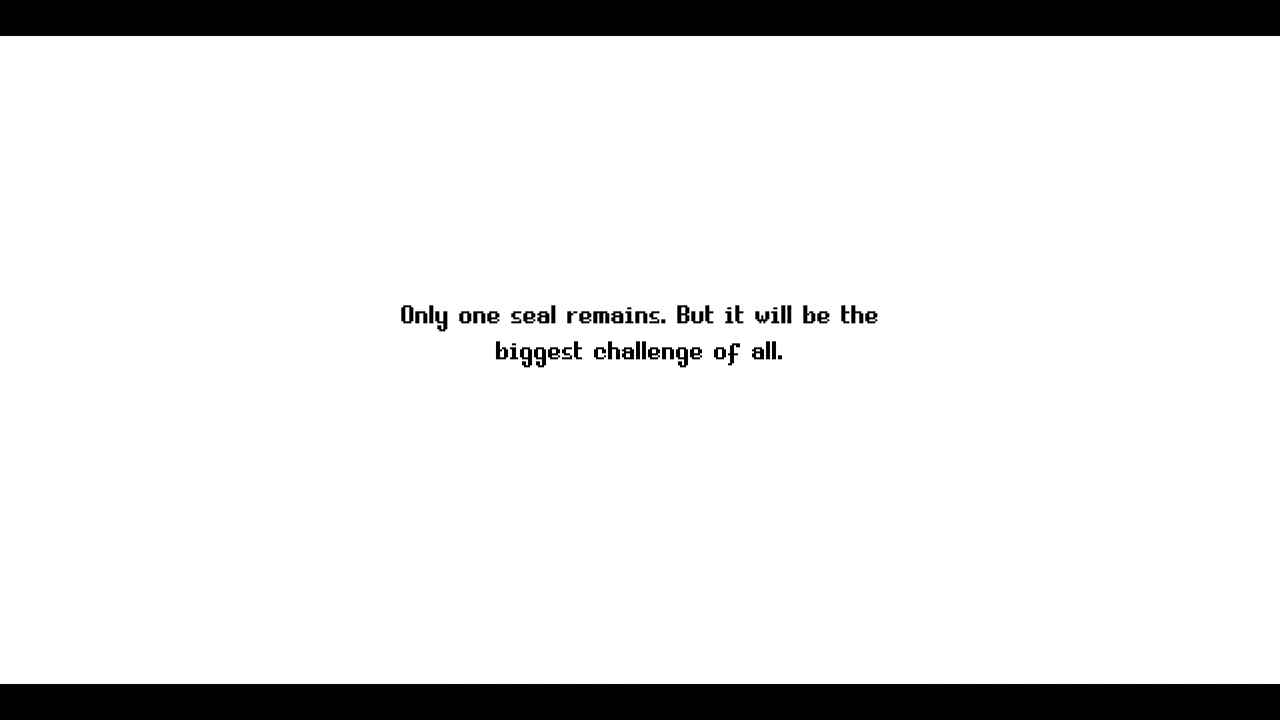 Only one seal remains. But it will be the
biggest challenge of all.